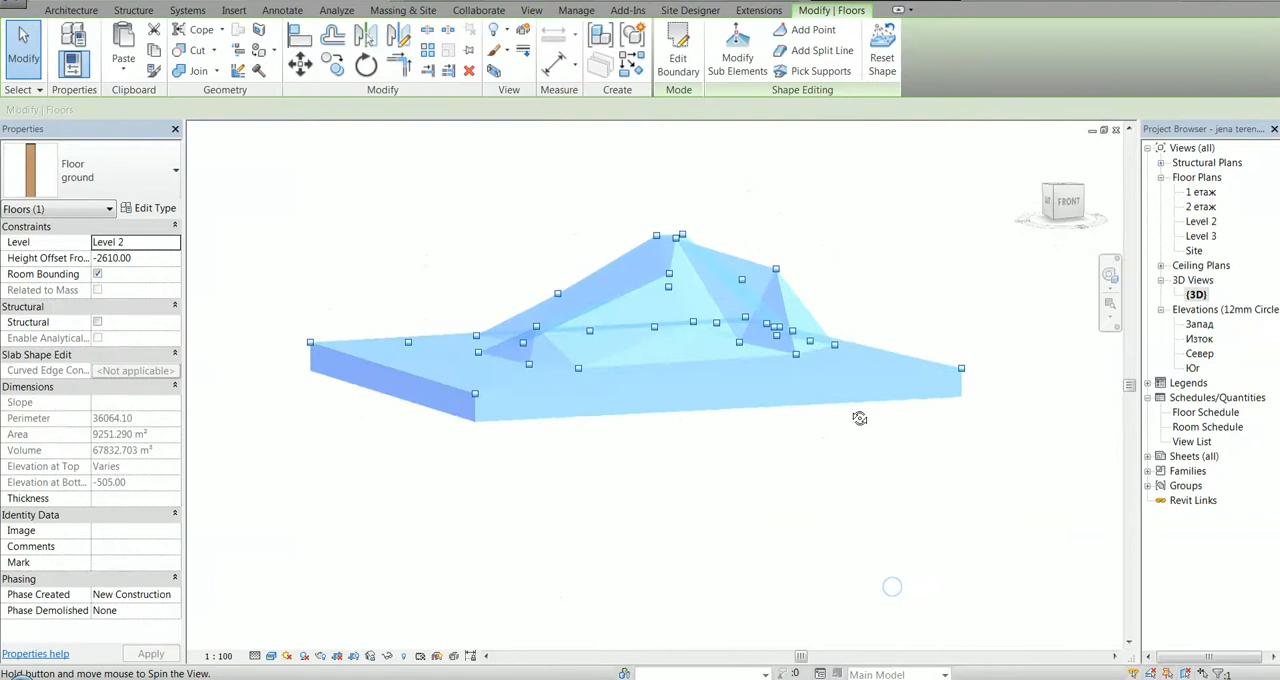 Architecture Structure Systems Insert Annotate Analyze Massing & Site Collaborate View Manage Add-Ins Site Designer Extensions Modify | Floors
Modify
Select
Properties
Paste
Clipboard
Cope
Cut
Join
Geometry
Modify
View
Measure
Create
Edit
Boundary
Mode
Modify
Sub Elements
Add Point
Add Split Line
Pick Supports
Reset
Shape
Shape Editing
Modify | Floors
Properties
Floor
ground
Floors (1)
Edit Type
Constraints
Level Level 2
Height Offset Fro... -2610.00
Room Bounding
Related to Mass
Structural
Structural
Enable Analytical...
Slab Shape Edit
Curved Edge Con... <Not applicable>
Dimensions
Slope
Perimeter 36064.10
Area 9251.290 m²
Volume 67832.703 m³
Elevation at Top Varies
Elevation at Bott... -505.00
Thickness
Identity Data
Image
Comments
Mark
Phasing
Phase Created New Construction
Phase Demolished None
Properties help
Apply
FRONT
Project Browser - jena teren....
Views (all)
Structural Plans
Floor Plans
1 етаж
2 етаж
Level 2
Level 3
Site
Ceiling Plans
3D Views
{3D}
Elevations (12mm Circle
Запад
Изток
Север
Юг
Legends
Schedules/Quantities
Floor Schedule
Room Schedule
View List
Sheets (all)
Families
Groups
Revit Links
1 : 100
Hold button and move mouse to Spin the View.
:0
Main Model
:1